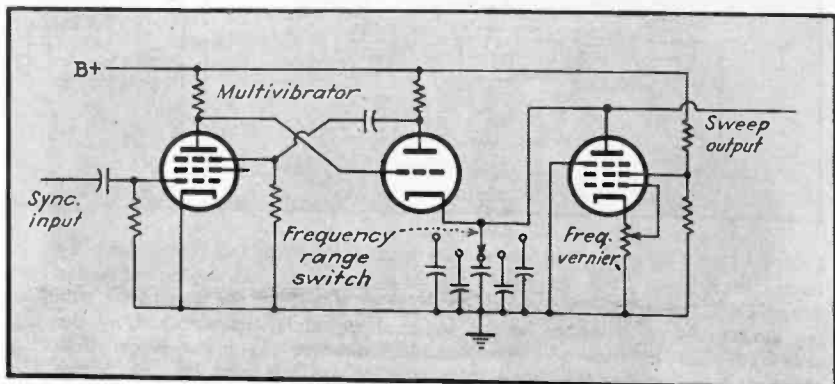 B+
Multivibrator
Sync.
input
Frequency
range
switch
Sweep
output
Freq.
vernier